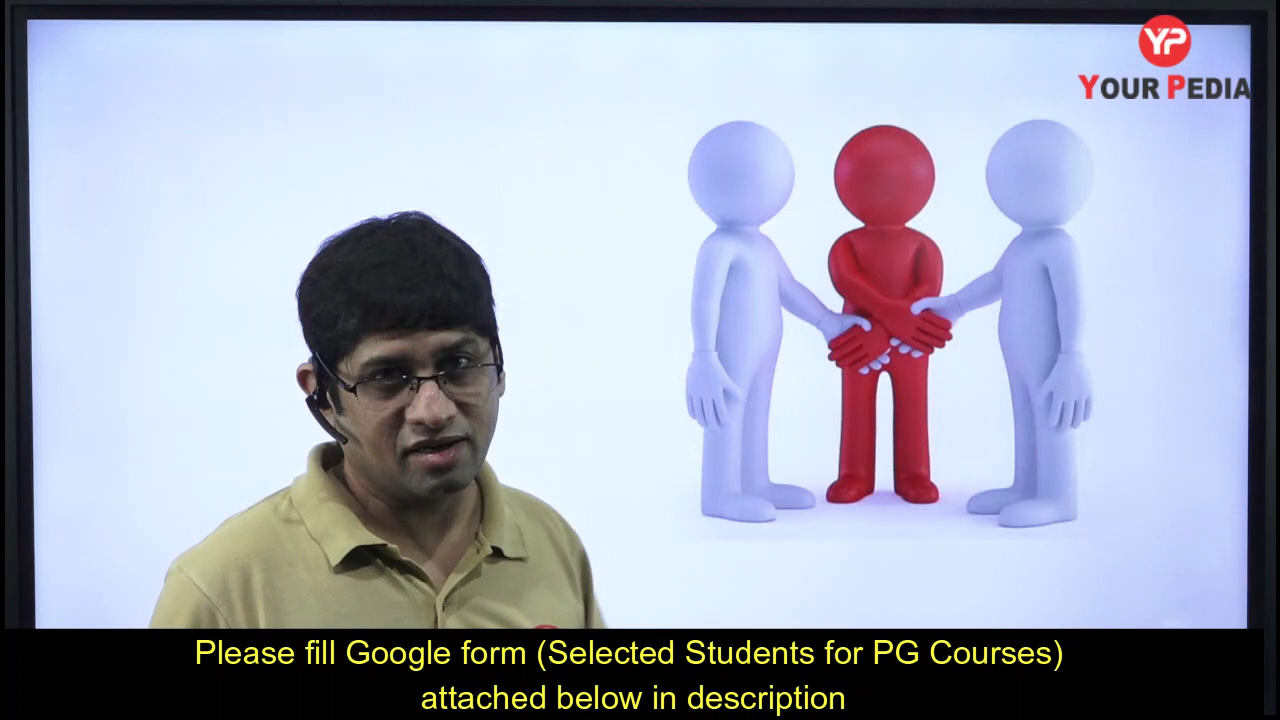 YP
YOUR PEDIA
Please fill Google form (Selected Students for PG Courses)
attached below in description